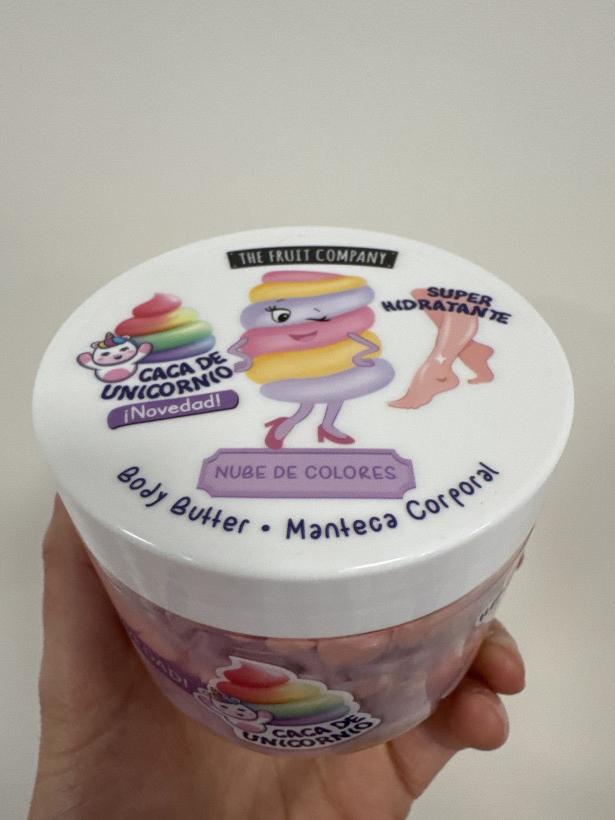 THE FRUIT COMPANY
CACA DE
UNICORNIO
¡Novedad!
SUPER
HIDRATANTE
NUBE DE COLORES
Body Butter • Manteca Corporal
CACA DE
UNICORNIO